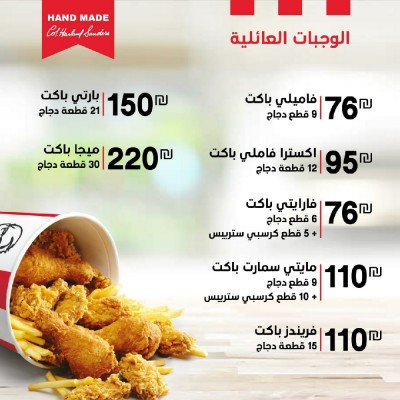 HAND MADE
Col. Harland Sanders
الوجبات العائلية
فاميلي باكت
9 قطع دجاج
76₪
اكسترا فاملي باكت
12 قطعة دجاج
95₪
فارايتي باكت
6 قطع دجاج
+ 5 قطع كرسبي ستربس
76₪
مايتي سمارت باكت
9 قطع دجاج
+ 10 قطع كرسبي ستريبس
110₪
فريندز باكت
15 قطعة دجاج
110₪
بارتي باكت
21 قطعة دجاج
150₪
ميجا باكت
30 قطعة دجاج
220₪